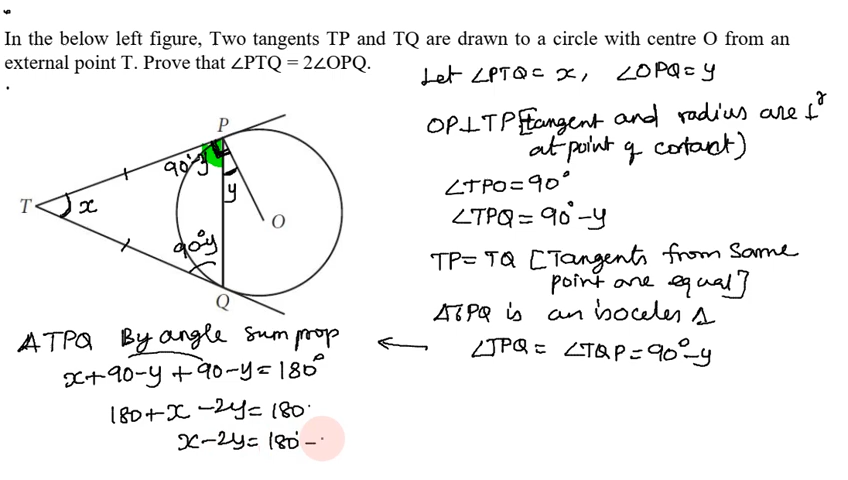 In the below left figure, Two tangents TP and TQ are drawn to a circle with centre O from an
external point T. Prove that ∠PTQ = 2∠OPQ.
Let ∠PTQ = x, ∠OPQ = y
OP⊥TP [tangent and radius are ⊥r
at point of contact)
∠TPO = 90°
∠TPQ = 90° - y
TP = TQ [Tangents from Same
point are equal]
ΔTPQ is an isoceles Δ
∠TPQ = ∠TQP = 90° - y
P
90°-y
y
T
x
O
90°y
Q
ΔTPQ By angle sum prop
x + 90 - y + 90 - y = 180°
180 + x - 2y = 180
x - 2y = 180 -